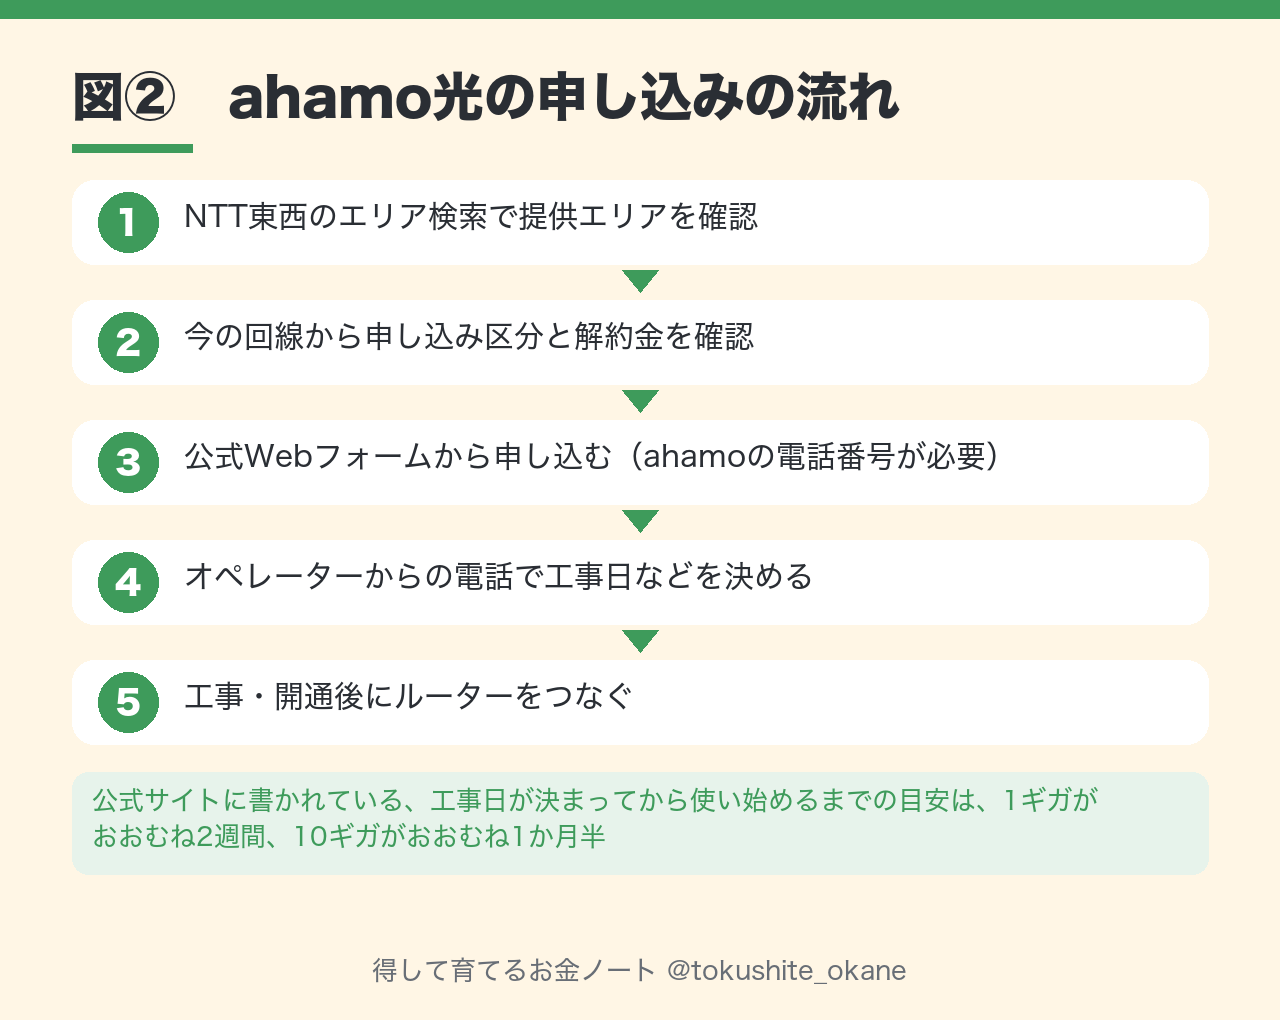 図② ahamo光の申し込みの流れ
1 NTT東西のエリア検索で提供エリアを確認
2 今の回線から申し込み区分と解約金を確認
3 公式Webフォームから申し込む（ahamoの電話番号が必要）
4 オペレーターからの電話で工事日などを決める
5 工事・開通後にルーターをつなぐ
公式サイトに書かれている、工事日が決まってから使い始めるまでの目安は、1ギガが
おおむね2週間、10ギガがおおむね1か月半
得して育てるお金ノート @tokushite_okane